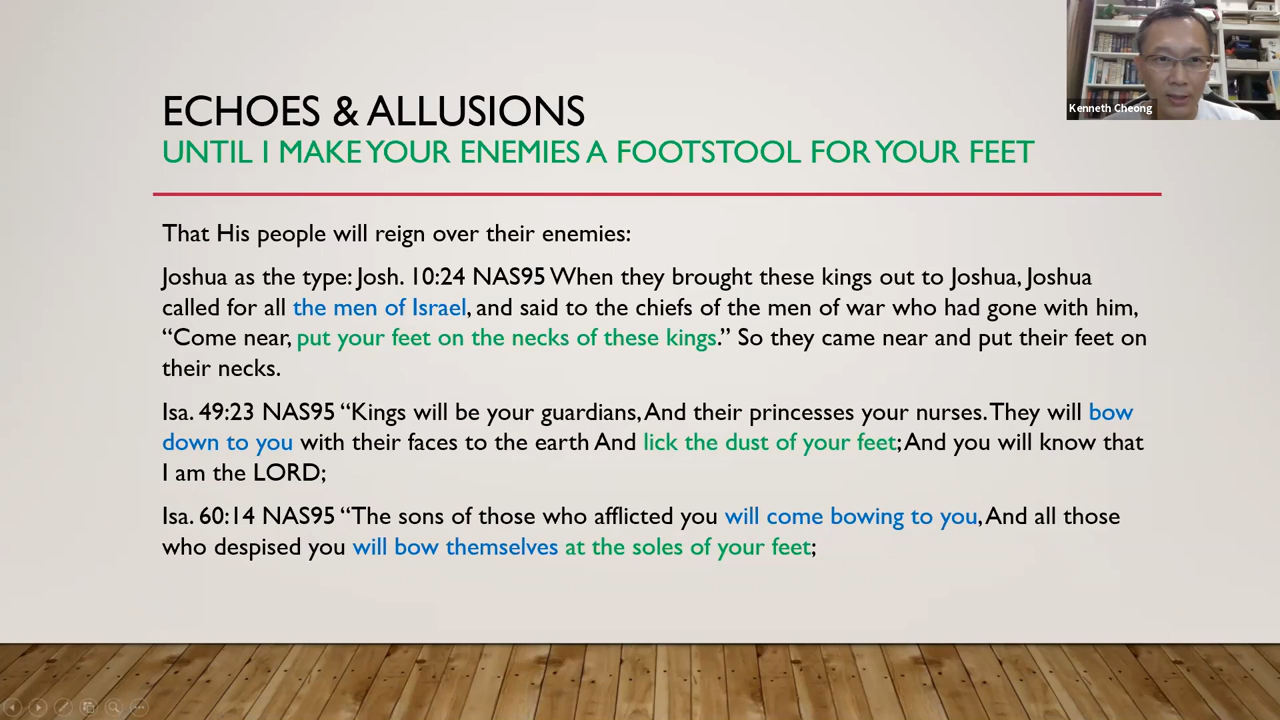 ECHOES & ALLUSIONS
UNTIL I MAKE YOUR ENEMIES A FOOTSTOOL FOR YOUR FEET
Kenneth Cheong
That His people will reign over their enemies:
Joshua as the type: Josh. 10:24 NAS95 When they brought these kings out to Joshua, Joshua
called for all the men of Israel, and said to the chiefs of the men of war who had gone with him,
“Come near, put your feet on the necks of these kings.” So they came near and put their feet on
their necks.
Isa. 49:23 NAS95 “Kings will be your guardians, And their princesses your nurses. They will bow
down to you with their faces to the earth And lick the dust of your feet; And you will know that
I am the LORD;
Isa. 60:14 NAS95 “The sons of those who afflicted you will come bowing to you, And all those
who despised you will bow themselves at the soles of your feet;